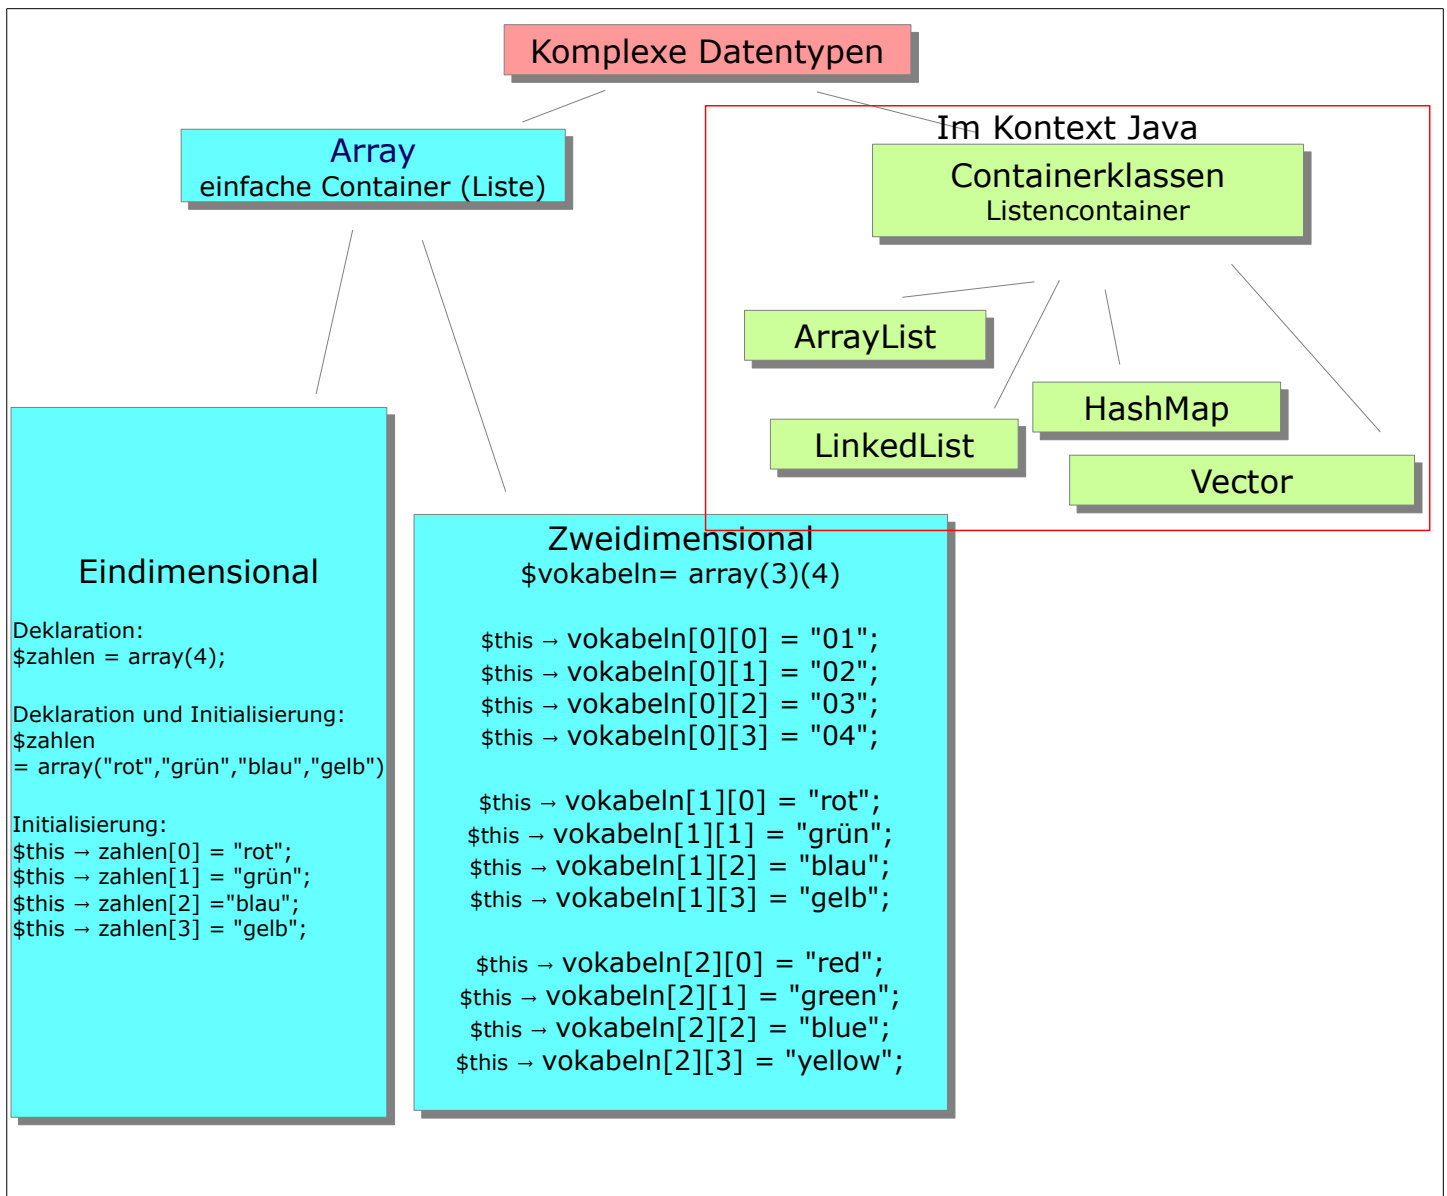 Komplexe Datentypen
Array
einfache Container (Liste)
Im Kontext Java
Containerklassen
Listencontainer
ArrayList
HashMap
LinkedList
Vector
Eindimensional
Deklaration:
$zahlen = array(4);
Deklaration und Initialisierung:
$zahlen
= array("rot","grün","blau","gelb")
Initialisierung:
$this → zahlen[0] = "rot";
$this → zahlen[1] = "grün";
$this → zahlen[2] ="blau";
$this → zahlen[3] = "gelb";
Zweidimensional
$vokabeln= array(3)(4)
$this → vokabeln[0][0] = "01";
$this → vokabeln[0][1] = "02";
$this → vokabeln[0][2] = "03";
$this → vokabeln[0][3] = "04";
$this → vokabeln[1][0] = "rot";
$this → vokabeln[1][1] = "grün";
$this → vokabeln[1][2] = "blau";
$this → vokabeln[1][3] = "gelb";
$this → vokabeln[2][0] = "red";
$this → vokabeln[2][1] = "green";
$this → vokabeln[2][2] = "blue";
$this → vokabeln[2][3] = "yellow";